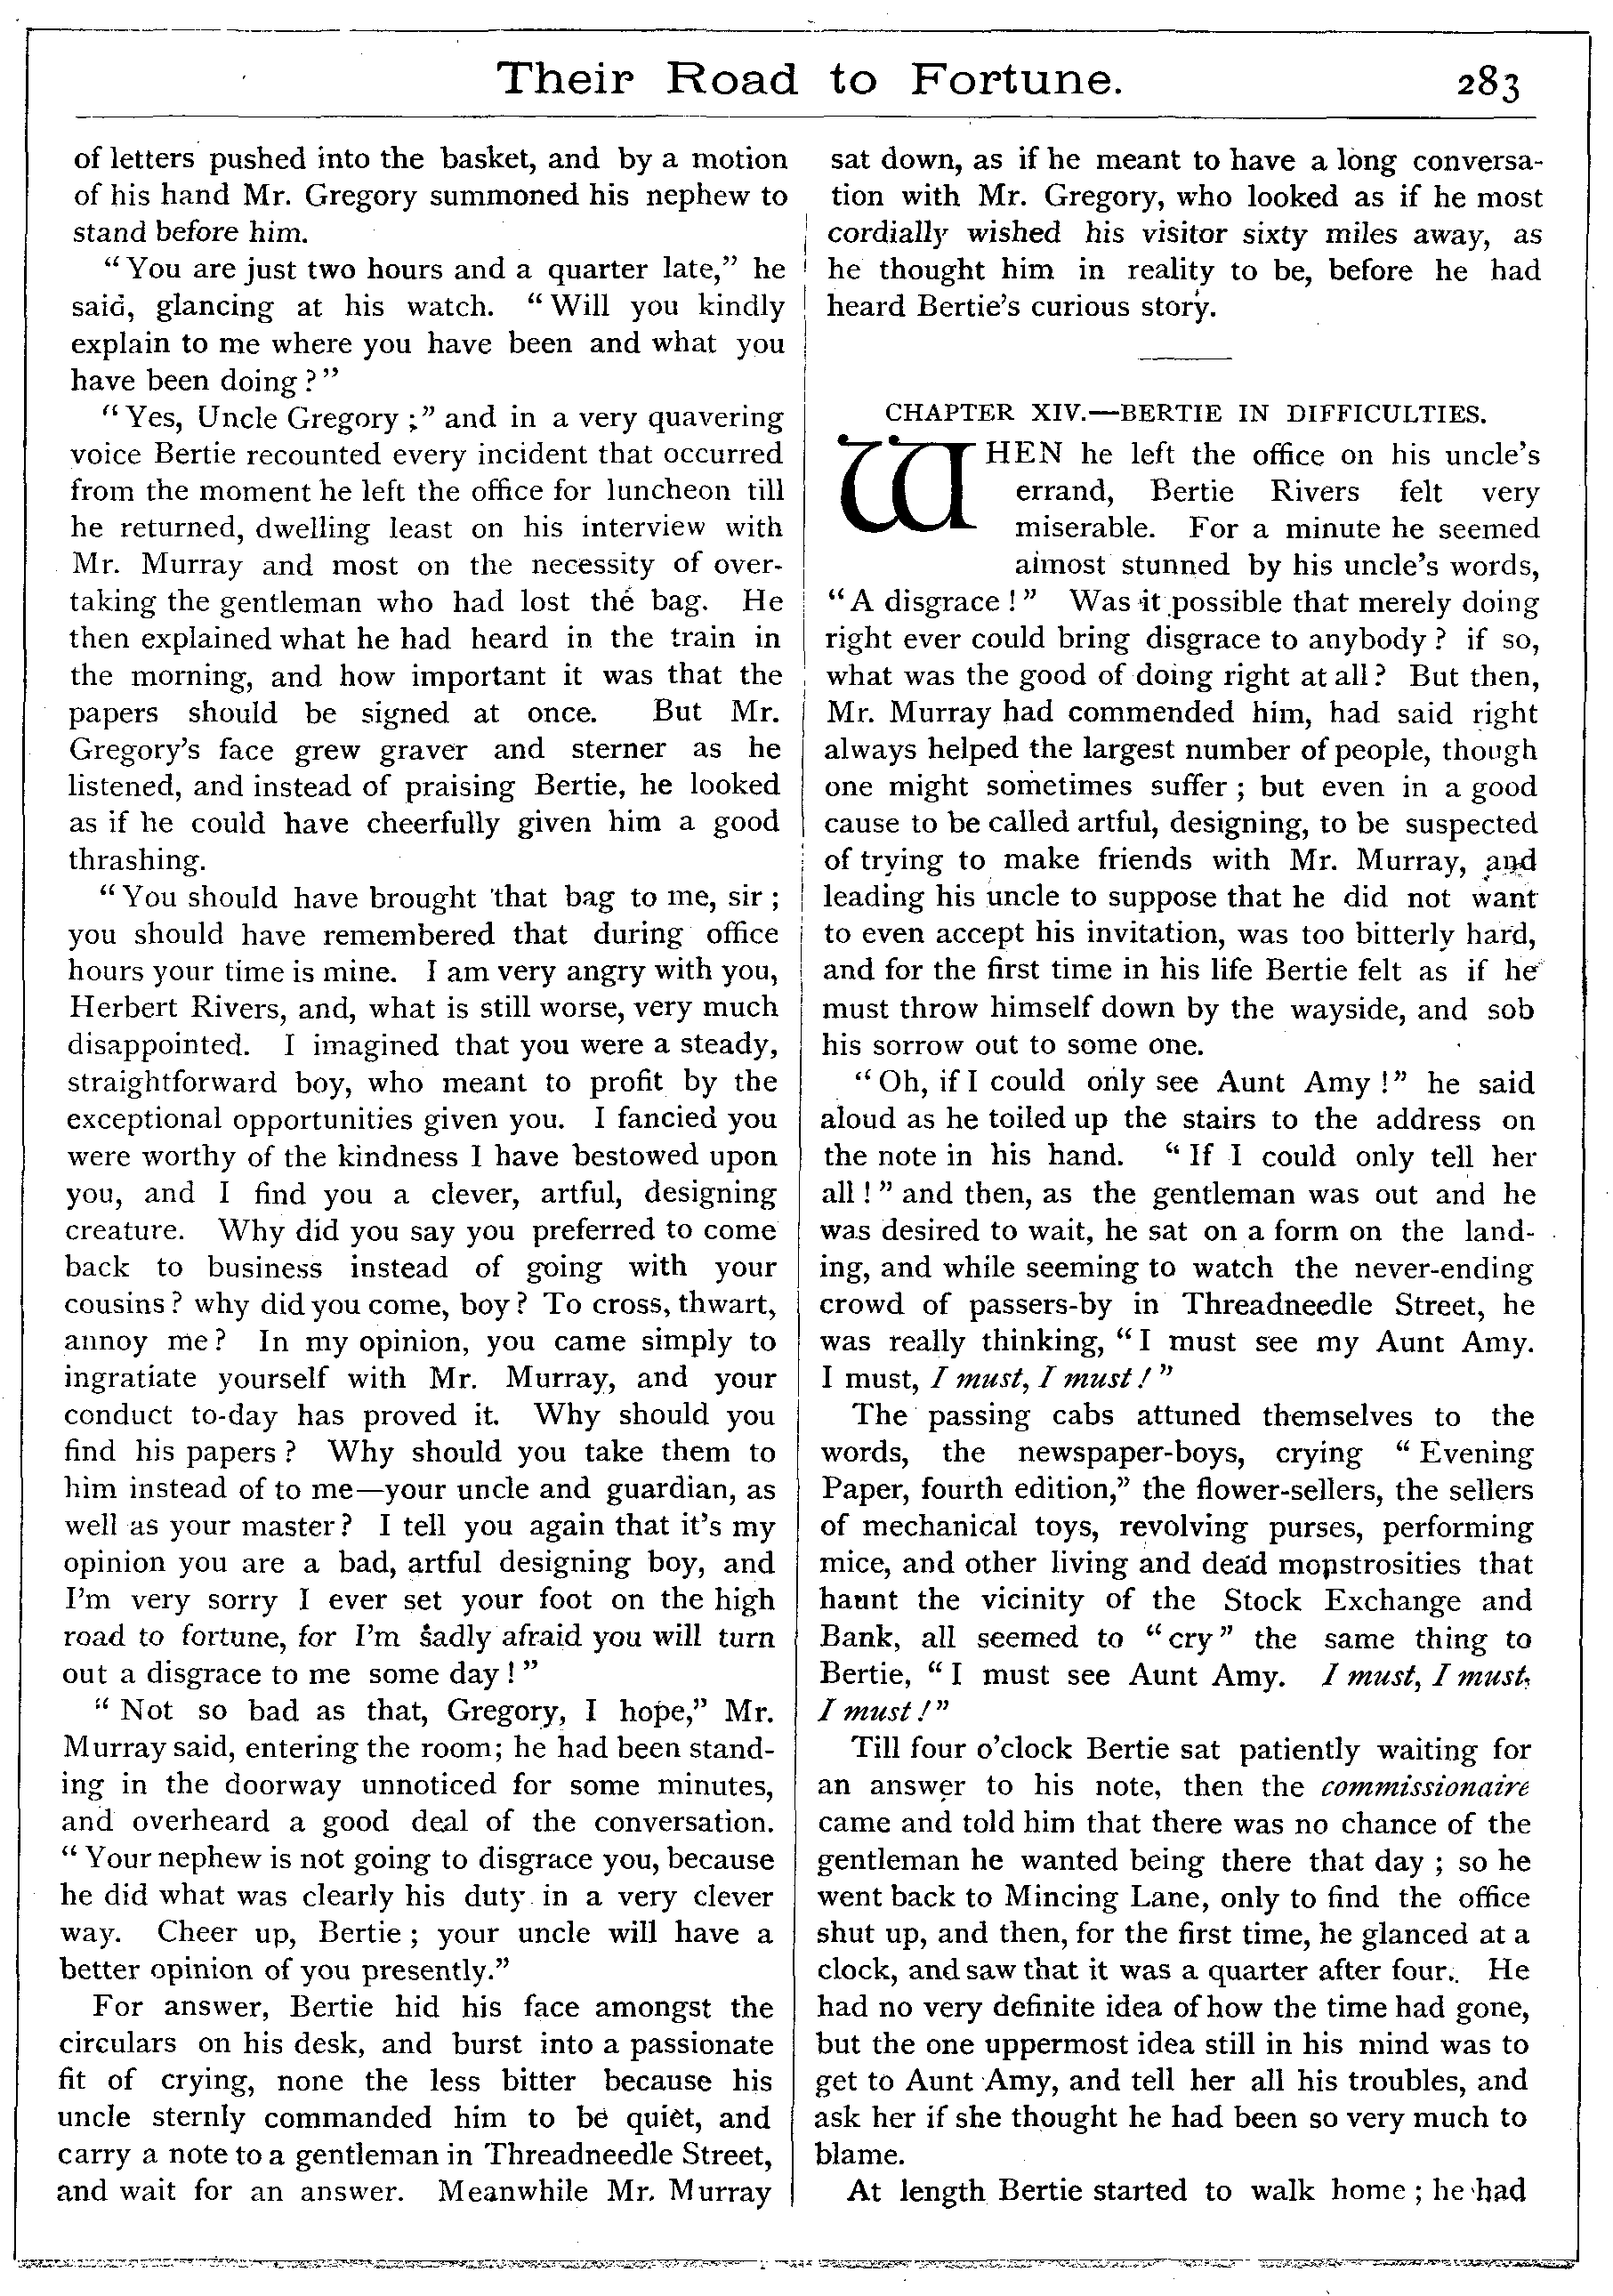 Their Road to Fortune. 283
of letters pushed into the basket, and by a motion
of his hand Mr. Gregory summoned his nephew to
stand before him.
“You are just two hours and a quarter late,” he
said, glancing at his watch. “Will you kindly
explain to me where you have been and what you
have been doing?”
“Yes, Uncle Gregory;” and in a very quavering
voice Bertie recounted every incident that occurred
from the moment he left the office for luncheon till
he returned, dwelling least on his interview with
Mr. Murray and most on the necessity of over-
taking the gentleman who had lost the bag. He
then explained what he had heard in the train in
the morning, and how important it was that the
papers should be signed at once. But Mr.
Gregory’s face grew graver and sterner as he
listened, and instead of praising Bertie, he looked
as if he could have cheerfully given him a good
thrashing.
“You should have brought that bag to me, sir;
you should have remembered that during office
hours your time is mine. I am very angry with you,
Herbert Rivers, and, what is still worse, very much
disappointed. I imagined that you were a steady,
straightforward boy, who meant to profit by the
exceptional opportunities given you. I fancied you
were worthy of the kindness I have bestowed upon
you, and I find you a clever, artful, designing
creature. Why did you say you preferred to come
back to business instead of going with your
cousins? why did you come, boy? To cross, thwart,
annoy me? In my opinion, you came simply to
ingratiate yourself with Mr. Murray, and your
conduct to-day has proved it. Why should you
find his papers? Why should you take them to
him instead of to me—your uncle and guardian, as
well as your master? I tell you again that it’s my
opinion you are a bad, artful designing boy, and
I’m very sorry I ever set your foot on the high
road to fortune, for I’m sadly afraid you will turn
out a disgrace to me some day!”
“Not so bad as that, Gregory, I hope,” Mr.
Murray said, entering the room; he had been stand-
ing in the doorway unnoticed for some minutes,
and overheard a good deal of the conversation.
“Your nephew is not going to disgrace you, because
he did what was clearly his duty in a very clever
way. Cheer up, Bertie; your uncle will have a
better opinion of you presently.”
For answer, Bertie hid his face amongst the
circulars on his desk, and burst into a passionate
fit of crying, none the less bitter because his
uncle sternly commanded him to be quiet, and
carry a note to a gentleman in Threadneedle Street,
and wait for an answer. Meanwhile Mr. Murray
sat down, as if he meant to have a long conversa-
tion with Mr. Gregory, who looked as if he most
cordially wished his visitor sixty miles away, as
he thought him in reality to be, before he had
heard Bertie’s curious story.
CHAPTER XIV.—BERTIE IN DIFFICULTIES.
WHEN he left the office on his uncle’s
errand, Bertie Rivers felt very
miserable. For a minute he seemed
almost stunned by his uncle’s words,
“A disgrace!” Was it possible that merely doing
right ever could bring disgrace to anybody? if so,
what was the good of doing right at all? But then,
Mr. Murray had commended him, had said right
always helped the largest number of people, though
one might sometimes suffer; but even in a good
cause to be called artful, designing, to be suspected
of trying to make friends with Mr. Murray, and
leading his uncle to suppose that he did not want
to even accept his invitation, was too bitterly hard,
and for the first time in his life Bertie felt as if he
must throw himself down by the wayside, and sob
his sorrow out to some one.
“Oh, if I could only see Aunt Amy!” he said
aloud as he toiled up the stairs to the address on
the note in his hand. “If I could only tell her
all!” and then, as the gentleman was out and he
was desired to wait, he sat on a form on the land-
ing, and while seeming to watch the never-ending
crowd of passers-by in Threadneedle Street, he
was really thinking, “I must see my Aunt Amy.
I must, I must, I must!”
The passing cabs attuned themselves to the
words, the newspaper-boys, crying “Evening
Paper, fourth edition,” the flower-sellers, the sellers
of mechanical toys, revolving purses, performing
mice, and other living and dead monstrosities that
haunt the vicinity of the Stock Exchange and
Bank, all seemed to “cry” the same thing to
Bertie, “I must see Aunt Amy. I must, I must,
I must!”
Till four o’clock Bertie sat patiently waiting for
an answer to his note, then the commissionaire
came and told him that there was no chance of the
gentleman he wanted being there that day; so he
went back to Mincing Lane, only to find the office
shut up, and then, for the first time, he glanced at a
clock, and saw that it was a quarter after four. He
had no very definite idea of how the time had gone,
but the one uppermost idea still in his mind was to
get to Aunt Amy, and tell her all his troubles, and
ask her if she thought he had been so very much to
blame.
At length Bertie started to walk home; he had